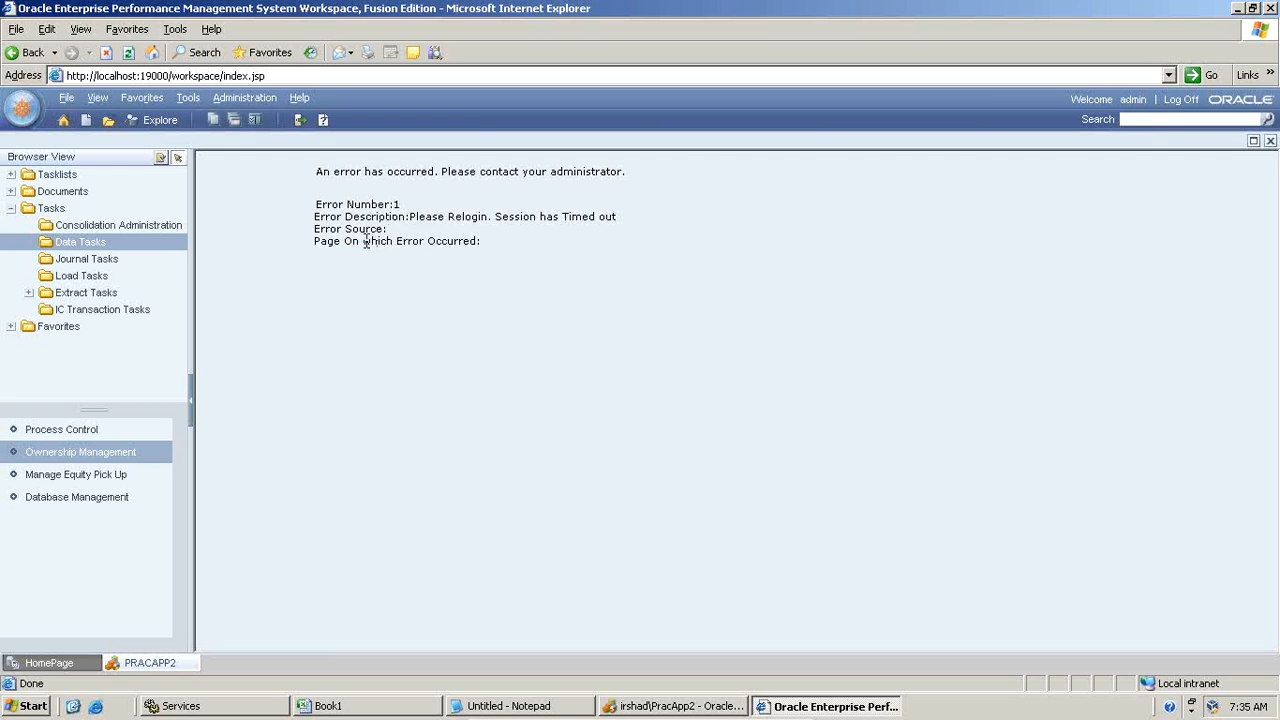 Oracle Enterprise Performance Management System Workspace, Fusion Edition - Microsoft Internet Explorer
File Edit View Favorites Tools Help
Back Search Favorites
Address http://localhost:19000/workspace/index.jsp Go Links »
File View Favorites Tools Administration Help Welcome admin | Log Off ORACLE
Explore Search
Browser View
Tasklists
Documents
Tasks
Consolidation Administration
Data Tasks
Journal Tasks
Load Tasks
Extract Tasks
IC Transaction Tasks
Favorites
Process Control
Ownership Management
Manage Equity Pick Up
Database Management
An error has occurred. Please contact your administrator.
Error Number:1
Error Description:Please Relogin. Session has Timed out
Error Source:
Page On which Error Occurred:
HomePage PRACAPP2
Done Local intranet
Start Services Book1 Untitled - Notepad irshad\PracApp2 - Oracle... Oracle Enterprise Perf... 7:35 AM